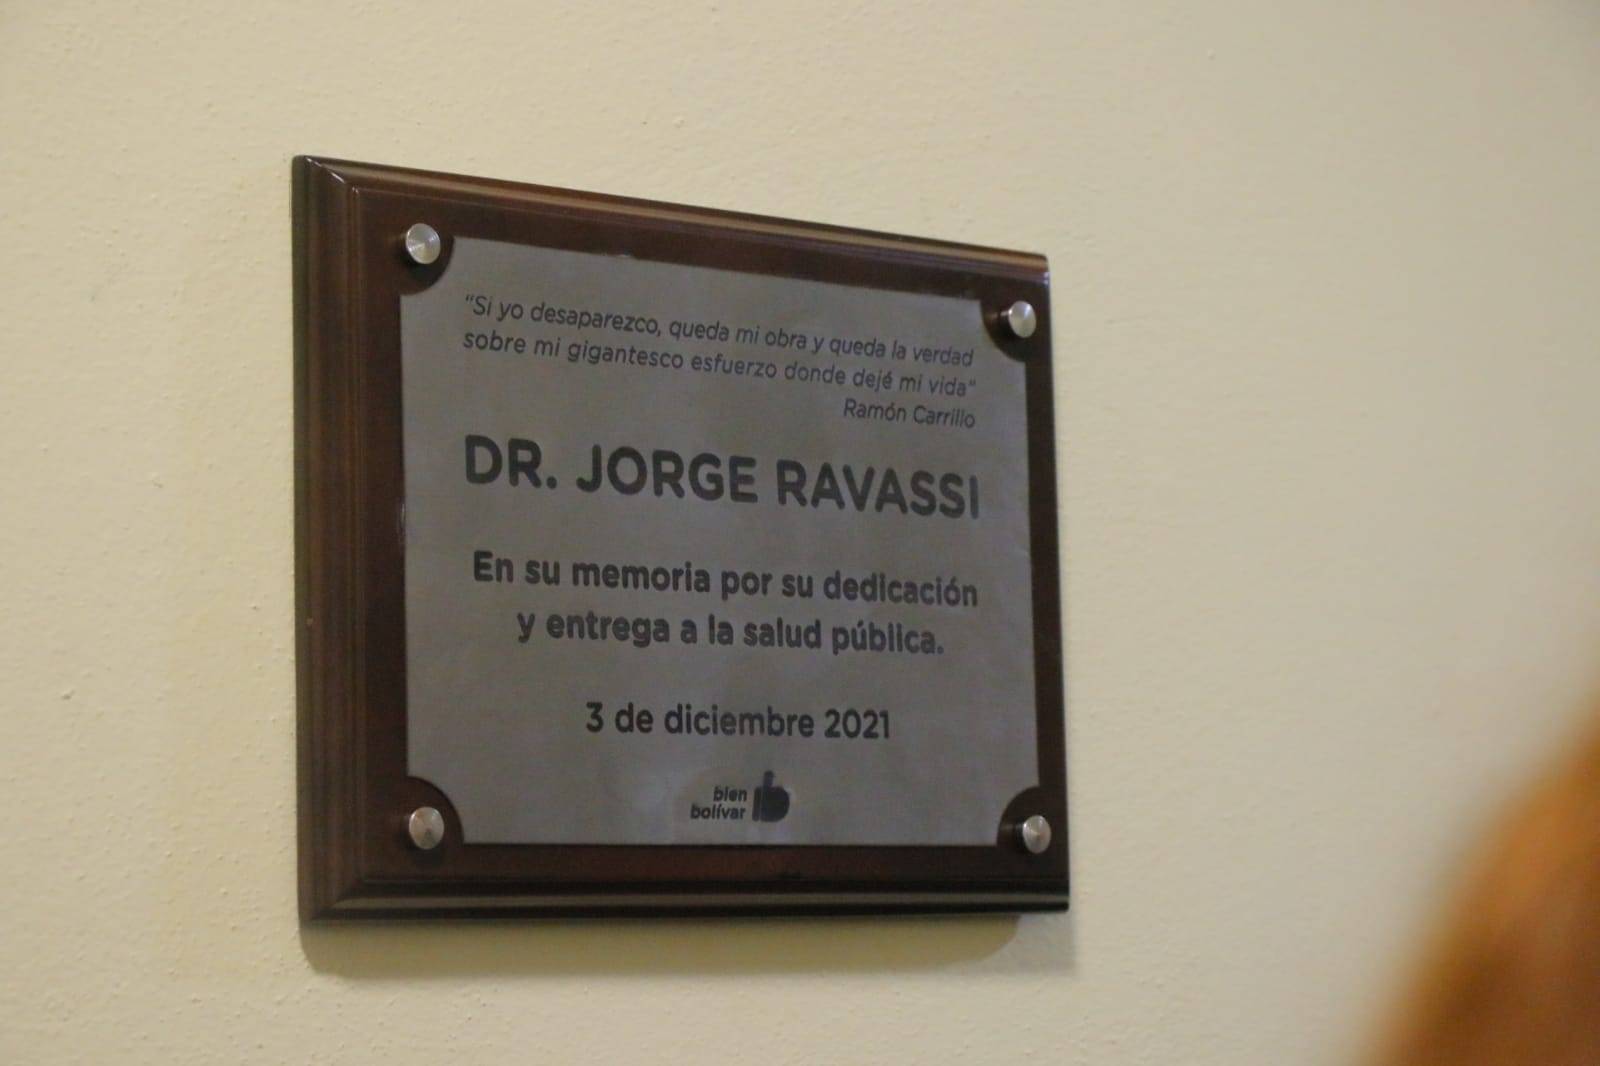 “Si yo desaparezco, queda mi obra y queda la verdad
sobre mi gigantesco esfuerzo donde dejé mi vida“
Ramón Carrillo
DR. JORGE RAVASSI
En su memoria por su dedicación
y entrega a la salud pública.
3 de diciembre 2021
bien
bolívar